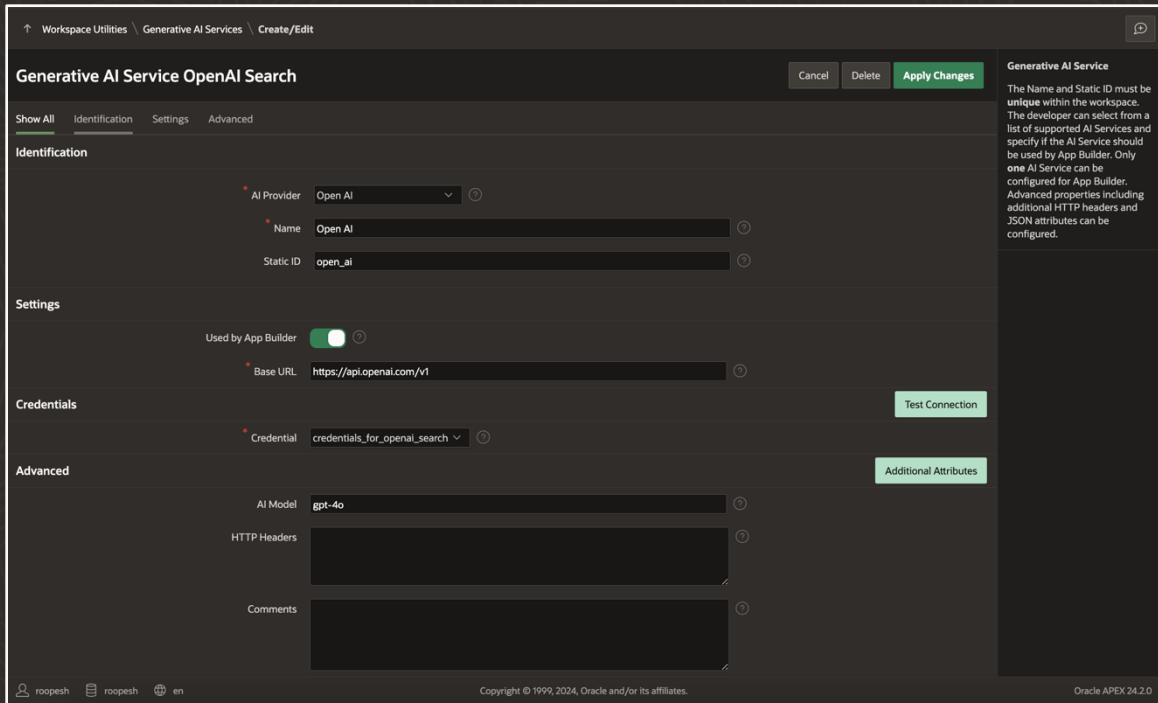 Workspace Utilities \ Generative AI Services \ Create/Edit
Generative AI Service OpenAI Search
Cancel
Delete
Apply Changes
Show All
Identification
Settings
Advanced
Identification
* AI Provider
Open AI
* Name
Open AI
Static ID
open_ai
Settings
Used by App Builder
* Base URL
https://api.openai.com/v1
Credentials
Test Connection
* Credential
credentials_for_openai_search
Advanced
Additional Attributes
AI Model
gpt-4o
HTTP Headers
Comments
Generative AI Service
The Name and Static ID must be
unique within the workspace.
The developer can select from a
list of supported AI Services and
specify if the AI Service should
be used by App Builder. Only
one AI Service can be
configured for App Builder.
Advanced properties including
additional HTTP headers and
JSON attributes can be
configured.
roopesh
roopesh
en
Copyright © 1999, 2024, Oracle and/or its affiliates.
Oracle APEX 24.2.0